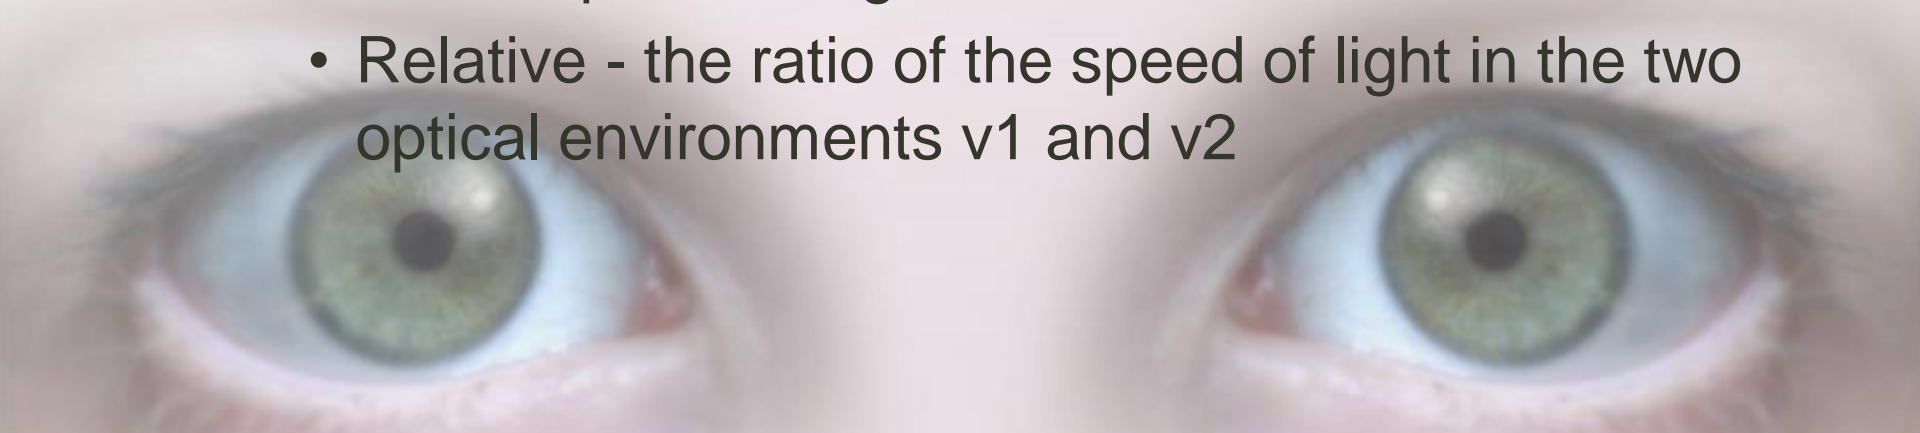 • Relative - the ratio of the speed of light in the two
optical environments v1 and v2